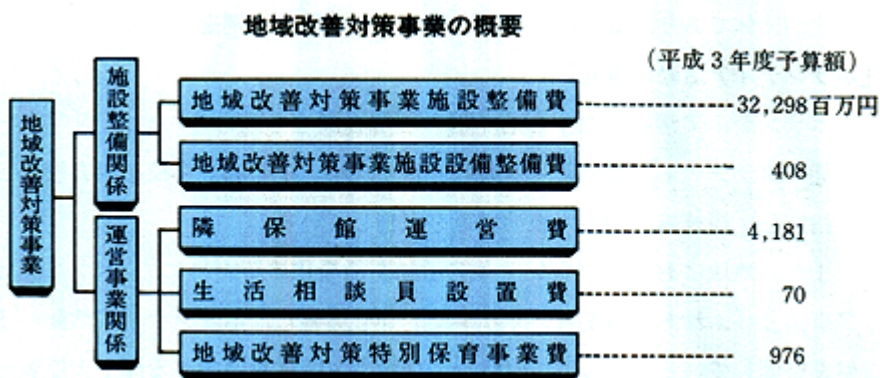 地域改善対策事業の概要
(平成3年度予算額)
地域改善対策事業
施設整備関係
地域改善対策事業施設整備費 32,298百万円
地域改善対策事業施設設備整備費 408
運営事業関係
隣保館運営費 4,181
生活相談員設置費 70
地域改善対策特別保育事業費 976